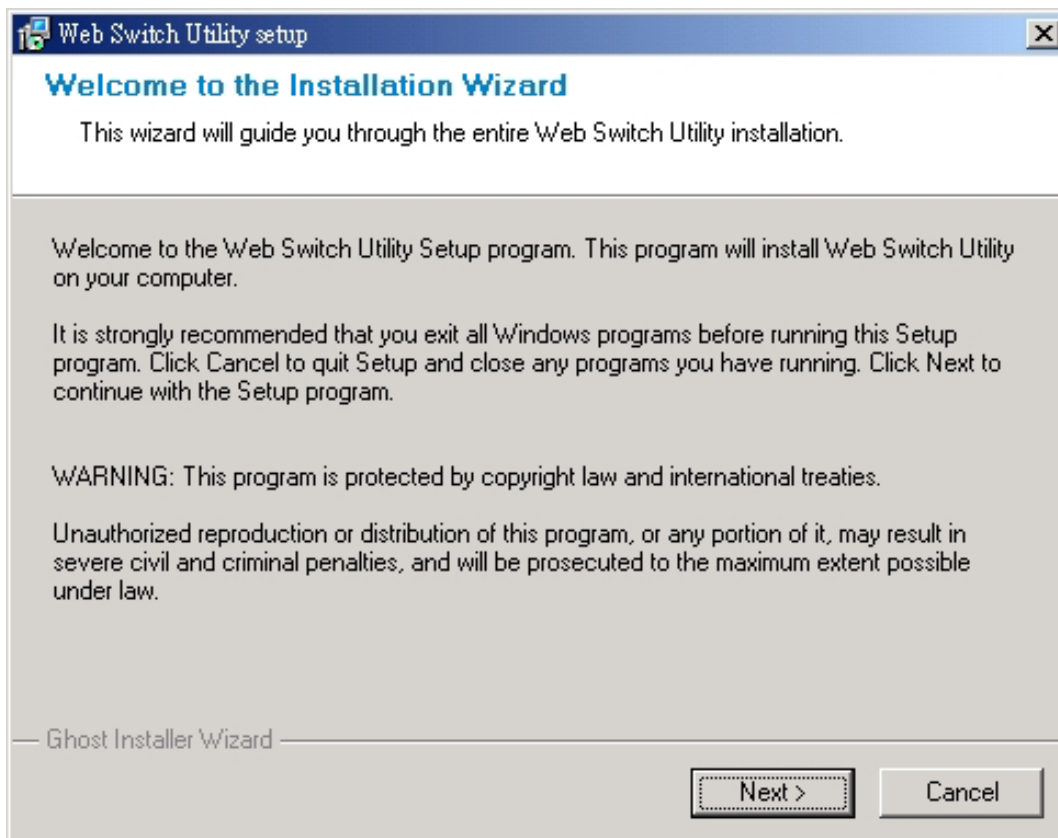 Web Switch Utility setup
Welcome to the Installation Wizard
This wizard will guide you through the entire Web Switch Utility installation.
Welcome to the Web Switch Utility Setup program. This program will install Web Switch Utility
on your computer.
It is strongly recommended that you exit all Windows programs before running this Setup
program. Click Cancel to quit Setup and close any programs you have running. Click Next to
continue with the Setup program.
WARNING: This program is protected by copyright law and international treaties.
Unauthorized reproduction or distribution of this program, or any portion of it, may result in
severe civil and criminal penalties, and will be prosecuted to the maximum extent possible
under law.
Ghost Installer Wizard
Next >
Cancel